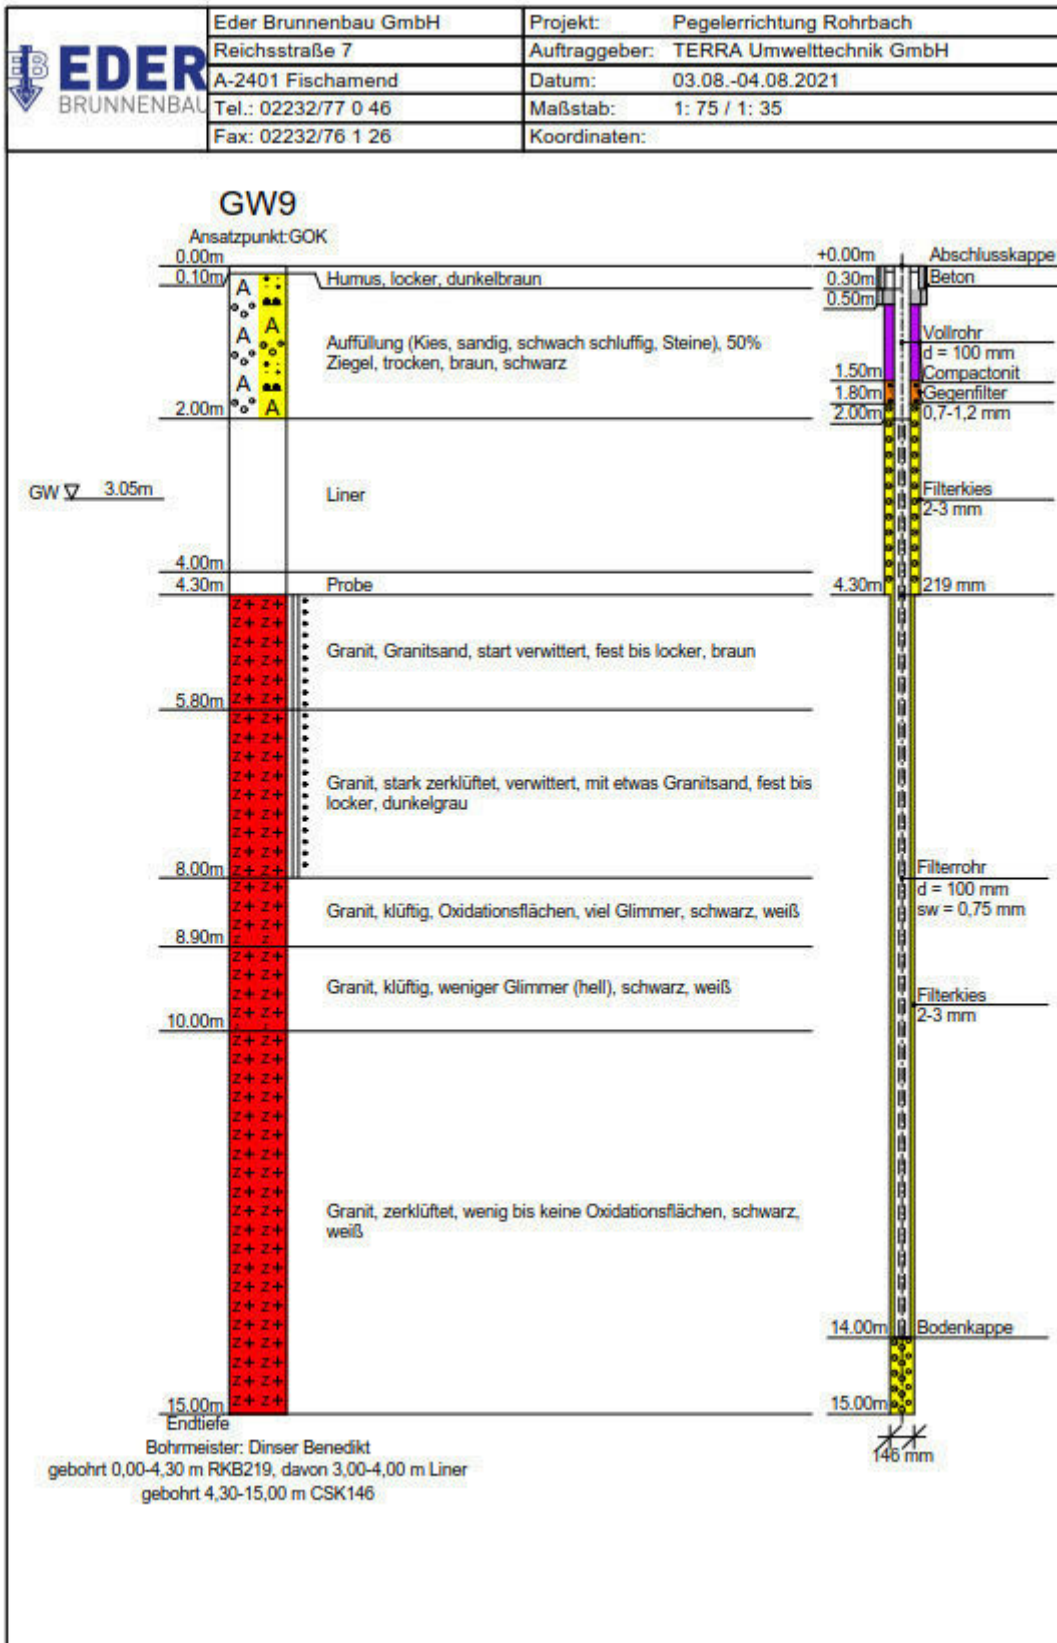 EB EDER
BRUNNENBAU
Eder Brunnenbau GmbH
Reichsstraße 7
A-2401 Fischamend
Tel.: 02232/77 0 46
Fax: 02232/76 1 26
Projekt: Pegelerrichtung Rohrbach
Auftraggeber: TERRA Umwelttechnik GmbH
Datum: 03.08.-04.08.2021
Maßstab: 1: 75 / 1: 35
Koordinaten:
GW9
Ansatzpunkt:GOK
0.00m
0.10m
Humus, locker, dunkelbraun
Auffüllung (Kies, sandig, schwach schluffig, Steine), 50%
Ziegel, trocken, braun, schwarz
2.00m
GW 3.05m
Liner
4.00m
4.30m
Probe
Granit, Granitsand, start verwittert, fest bis locker, braun
5.80m
Granit, stark zerklüftet, verwittert, mit etwas Granitsand, fest bis
locker, dunkelgrau
8.00m
Granit, klüftig, Oxidationsflächen, viel Glimmer, schwarz, weiß
8.90m
Granit, klüftig, weniger Glimmer (hell), schwarz, weiß
10.00m
Granit, zerklüftet, wenig bis keine Oxidationsflächen, schwarz,
weiß
15.00m
Endtiefe
Bohrmeister: Dinser Benedikt
gebohrt 0,00-4,30 m RKB219, davon 3,00-4,00 m Liner
gebohrt 4,30-15,00 m CSK146
+0.00m Abschlusskappe
0.30m Beton
0.50m
Vollrohr
d = 100 mm
1.50m Compactonit
1.80m Gegenfilter
2.00m 0,7-1,2 mm
Filterkies
2-3 mm
4.30m 219 mm
Filterrohr
d = 100 mm
sw = 0,75 mm
Filterkies
2-3 mm
14.00m Bodenkappe
15.00m
146 mm